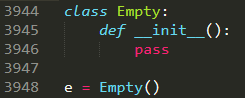 3944 class Empty:
3945     def __init__():
3946         pass
3947
3948 e = Empty()